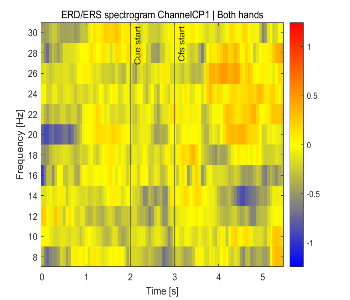 ERD/ERS spectrogram ChannelCP1 | Both hands
Frequency [Hz]
30
28
26
24
22
20
18
16
14
12
10
8
Cue start
Cfs start
1
0.5
0
-0.5
-1
0 1 2 3 4 5
Time [s]